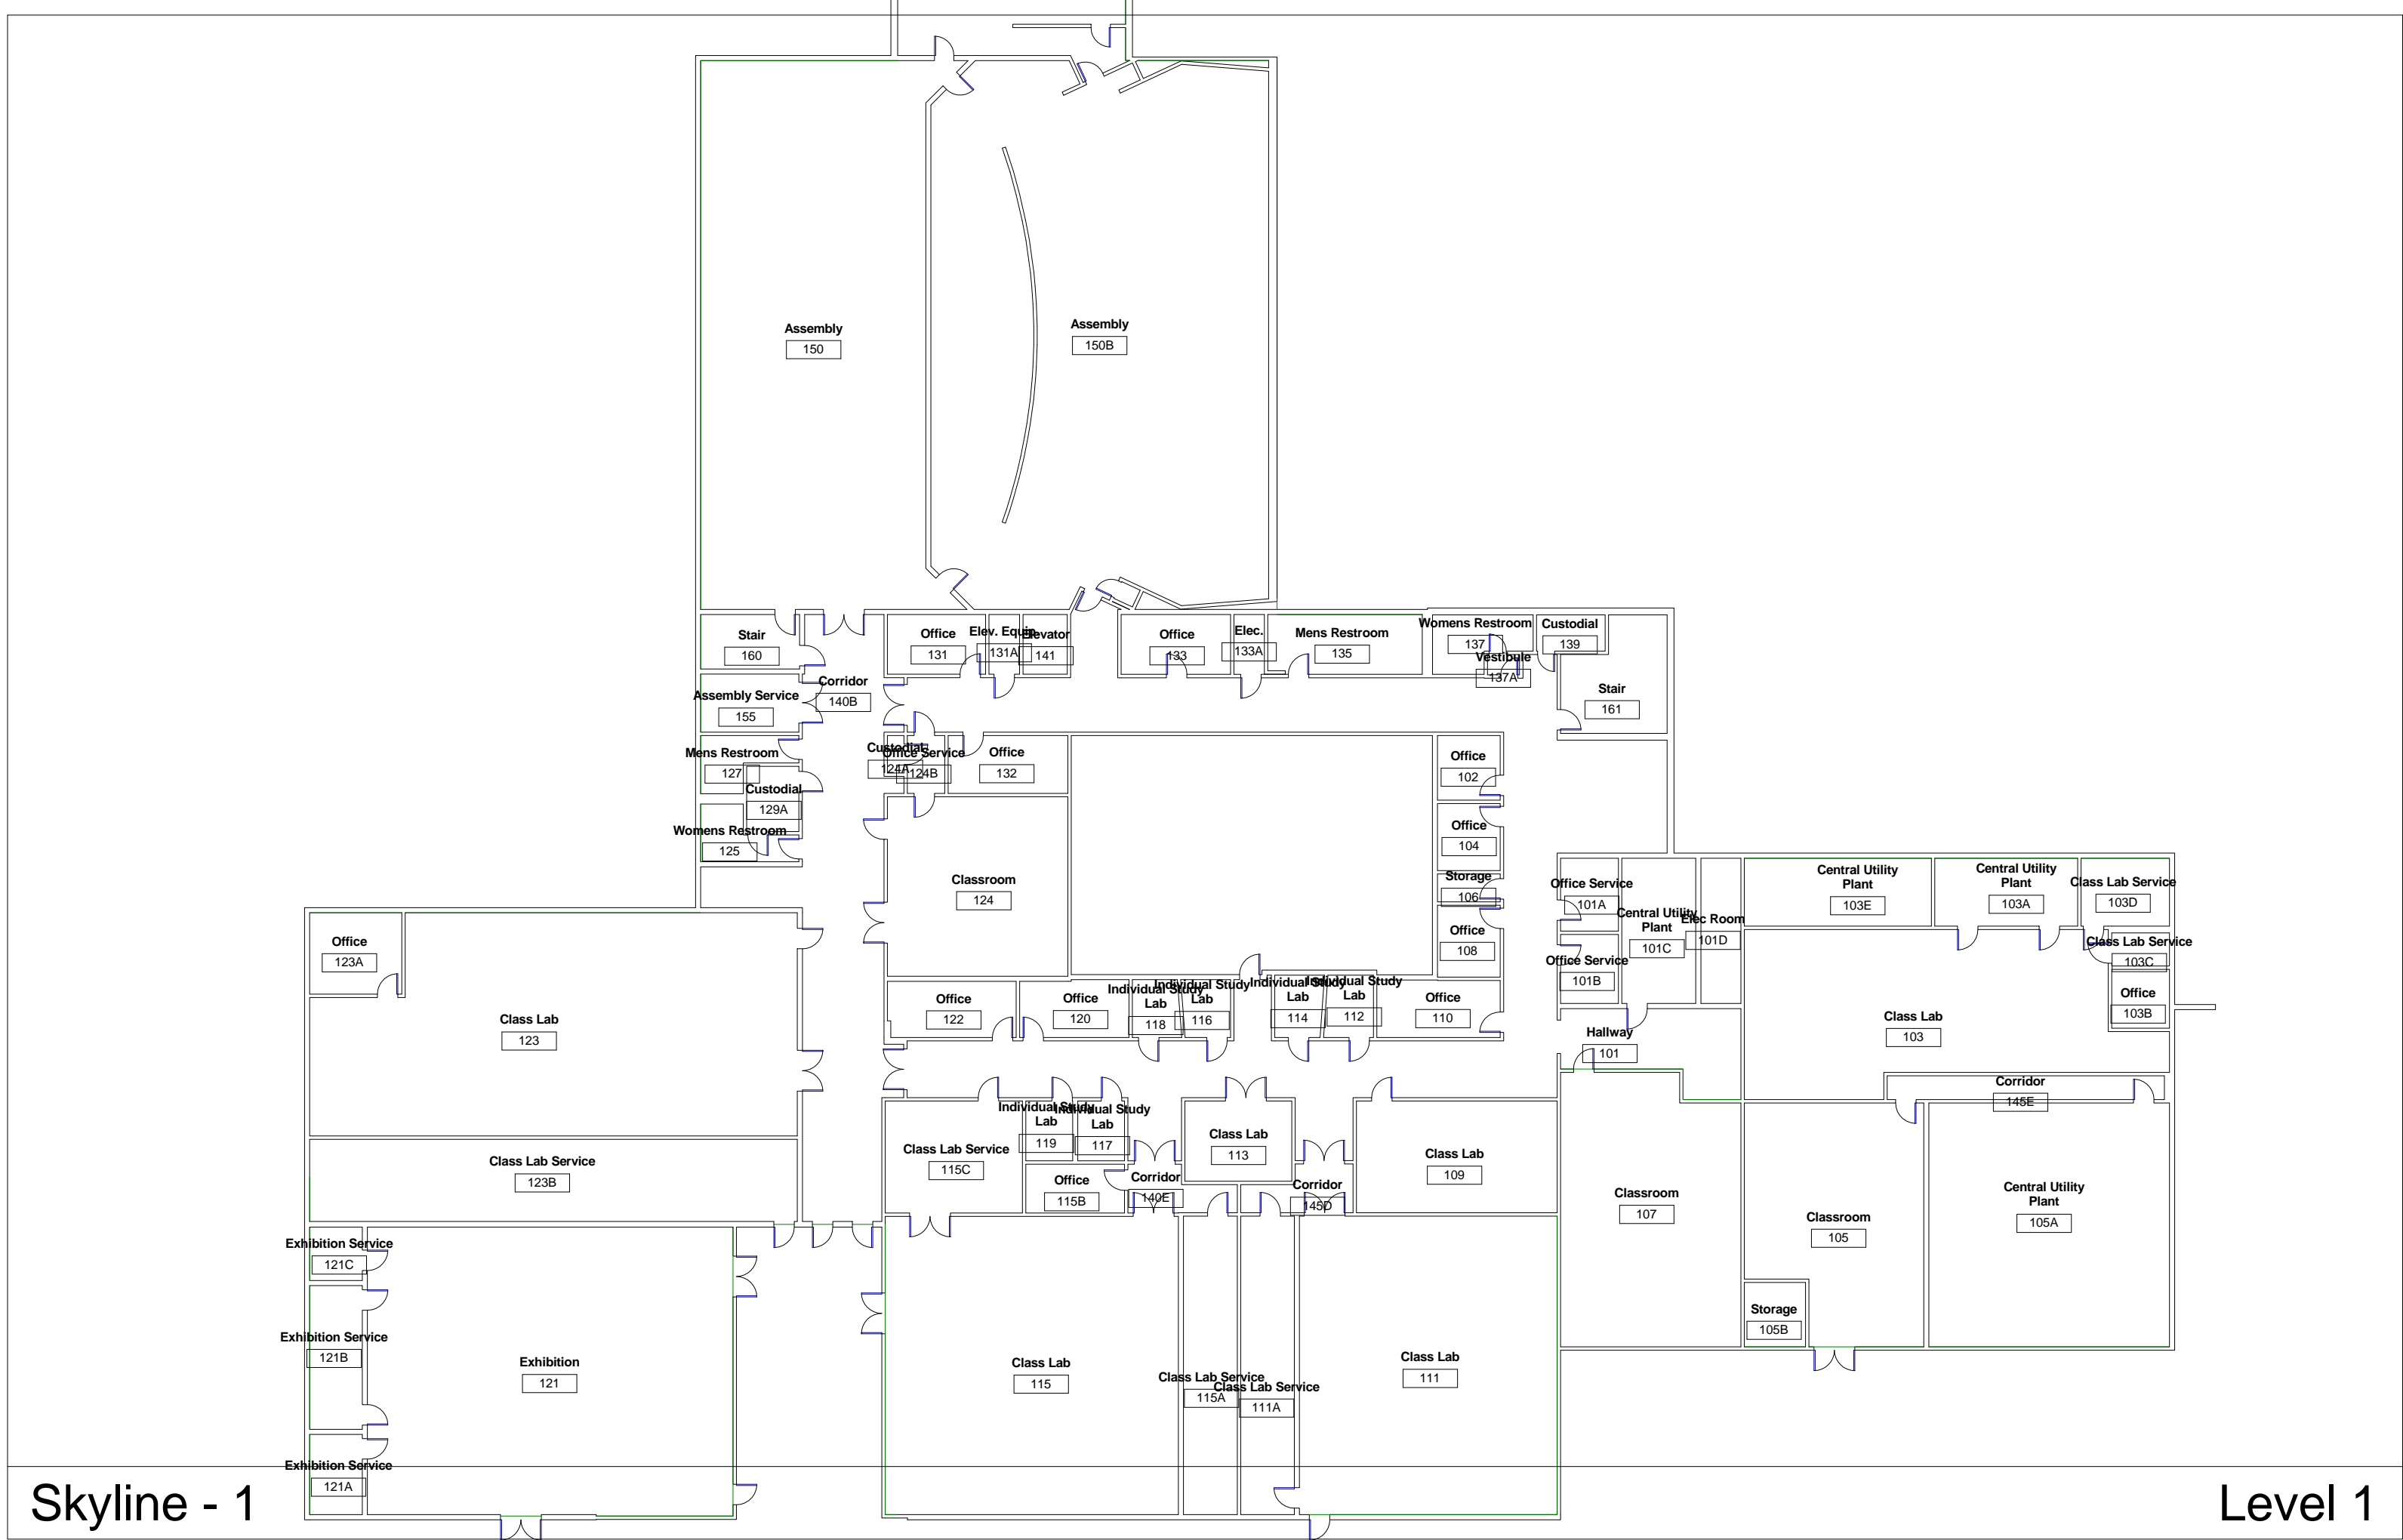 Assembly
150
Assembly
150B
Stair
160
Office
131
Elev. Equip
131A
Elevator
141
Office
133
Elec.
133A
Mens Restroom
135
Womens Restroom
137
Vestibule
137A
Custodial
139
Stair
161
Assembly Service
155
Corridor
140B
Mens Restroom
127
Custodial
129A
Womens Restroom
125
Custodial
124A
Office Service
124B
Office
132
Office
102
Office
104
Storage
106
Office
108
Classroom
124
Office Service
101A
Office Service
101B
Central Utility
Plant
101C
Elec Room
101D
Central Utility
Plant
103E
Central Utility
Plant
103A
Class Lab Service
103D
Class Lab Service
103C
Office
103B
Class Lab
103
Office
123A
Class Lab
123
Office
122
Office
120
Individual Study
Lab
118
Individual Study
Lab
116
Individual Study
Lab
114
Individual Study
Lab
112
Office
110
Hallway
101
Corridor
145E
Class Lab Service
123B
Class Lab Service
115C
Individual Study
Lab
119
Individual Study
Lab
117
Office
115B
Corridor
140E
Class Lab
113
Corridor
145D
Class Lab
109
Classroom
107
Classroom
105
Central Utility
Plant
105A
Storage
105B
Exhibition Service
121C
Exhibition Service
121B
Exhibition Service
121A
Exhibition
121
Class Lab
115
Class Lab Service
115A
Class Lab Service
111A
Class Lab
111
Skyline - 1
Level 1